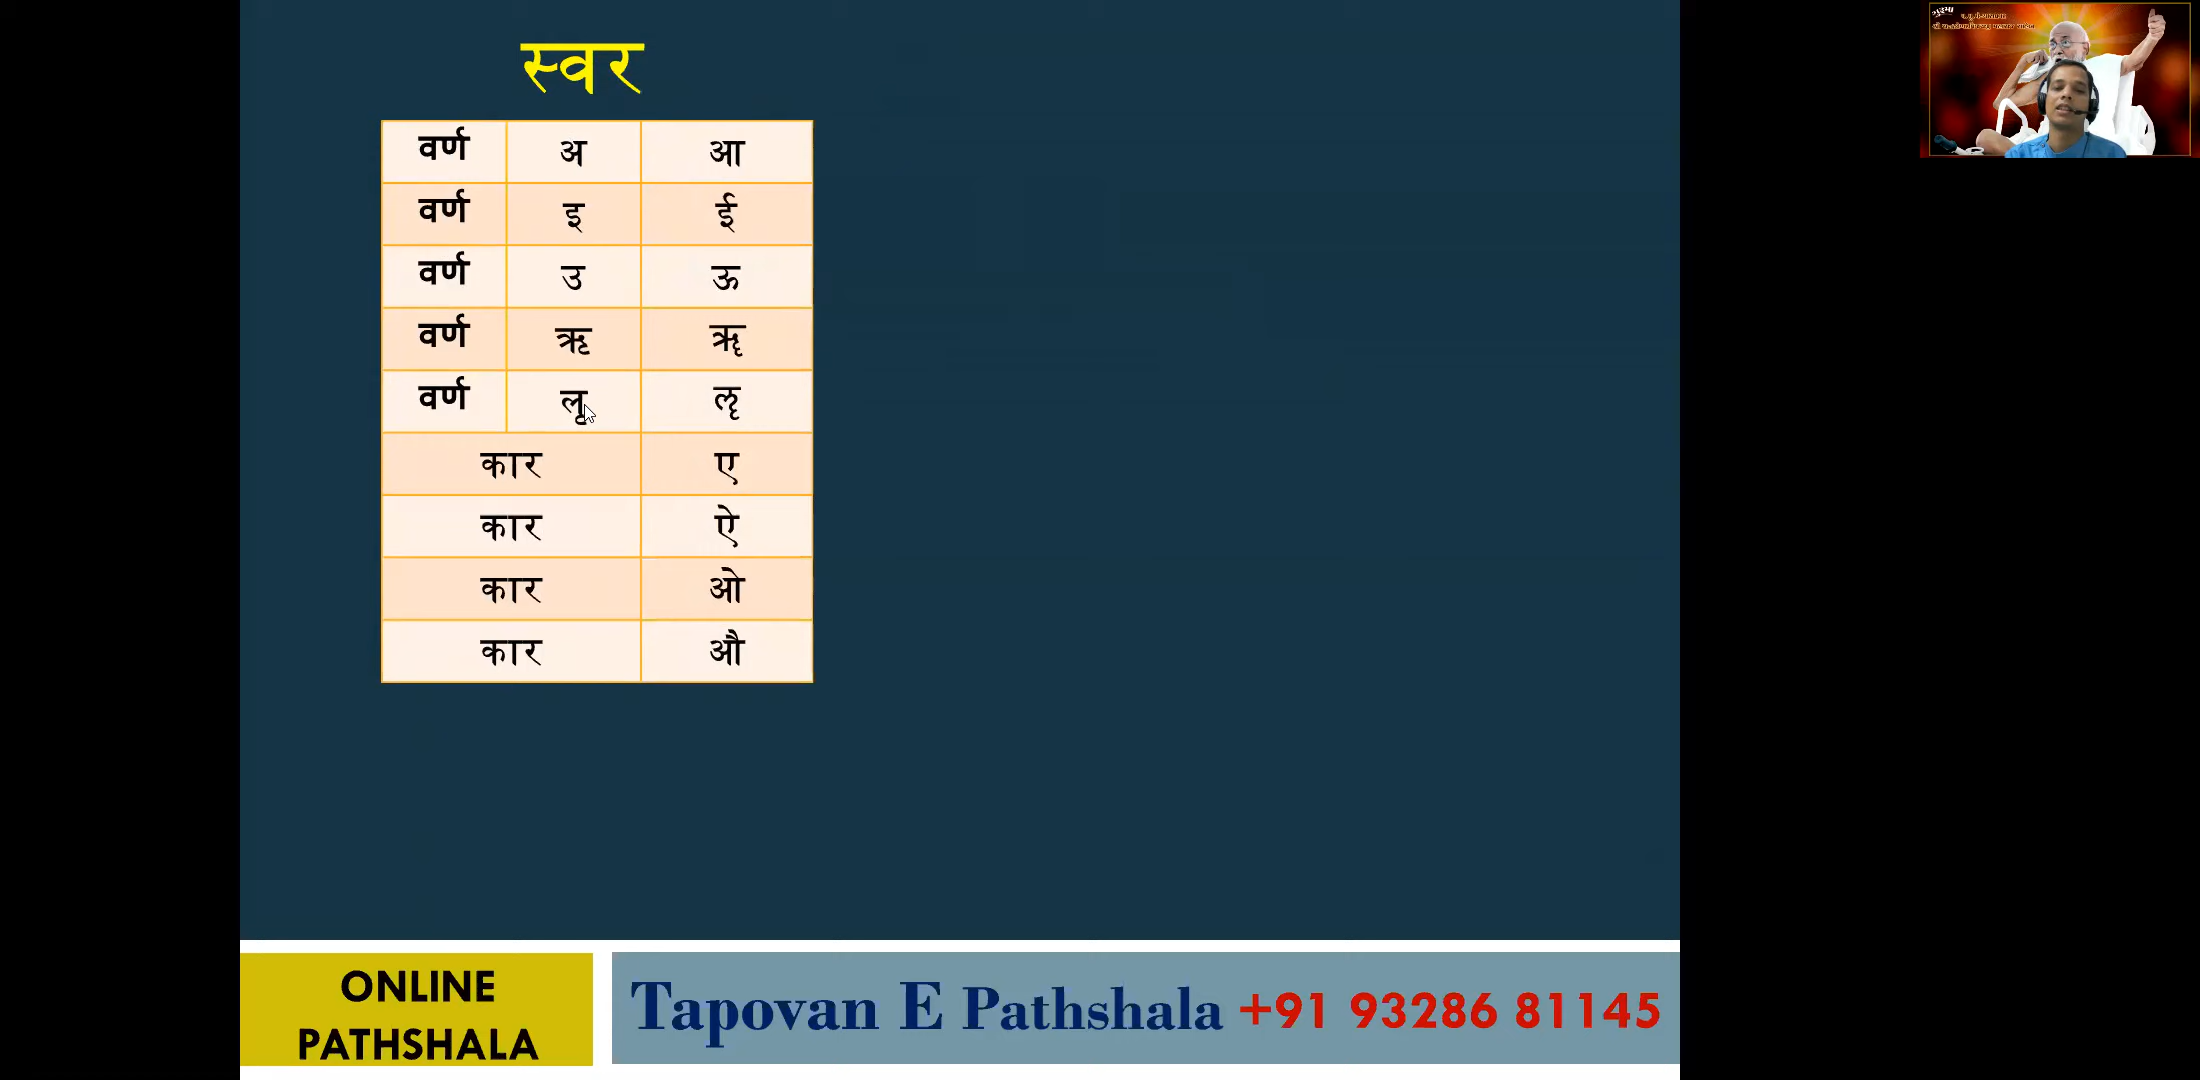 स्वर
वर्ण अ आ
वर्ण इ ई
वर्ण उ ऊ
वर्ण ऋ ॠ
वर्ण ऌ ॡ
कार ए
कार ऐ
कार ओ
कार औ
ONLINE
PATHSHALA
Tapovan E Pathshala +91 93286 81145